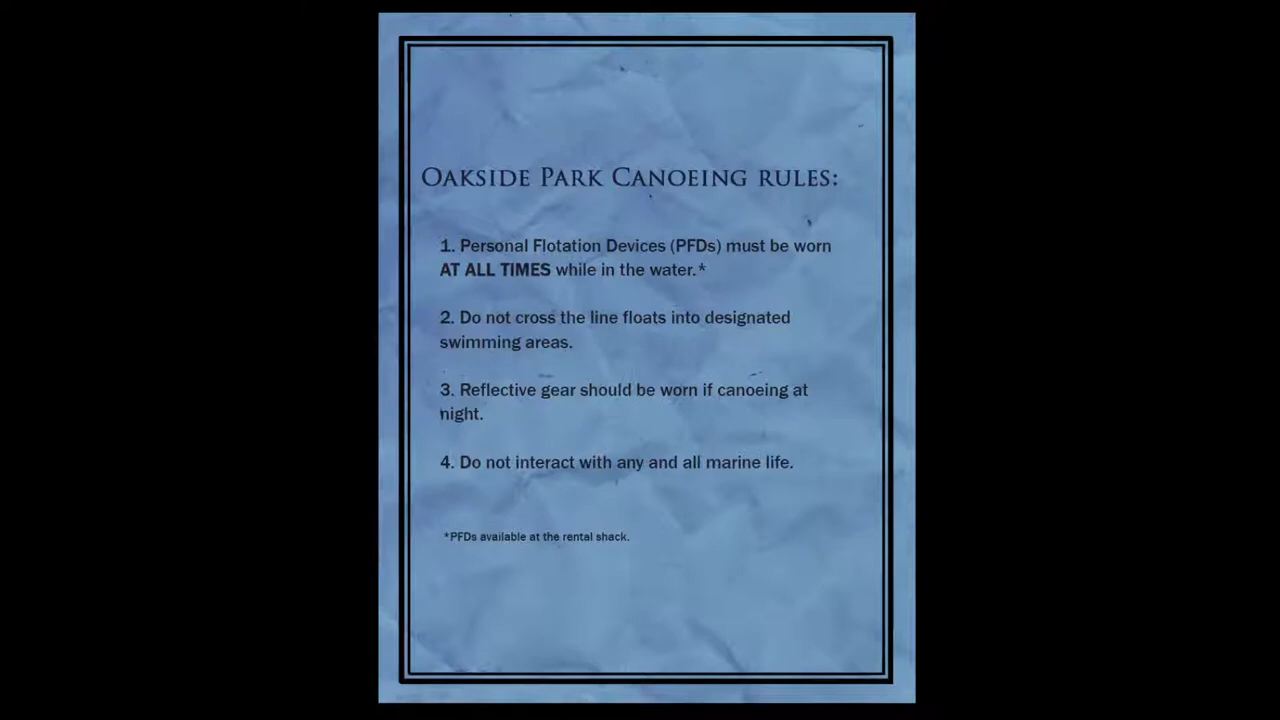 OAKSIDE PARK CANOEING RULES:
1. Personal Flotation Devices (PFDs) must be worn
AT ALL TIMES while in the water.*
2. Do not cross the line floats into designated
swimming areas.
3. Reflective gear should be worn if canoeing at
night.
4. Do not interact with any and all marine life.
*PFDs available at the rental shack.